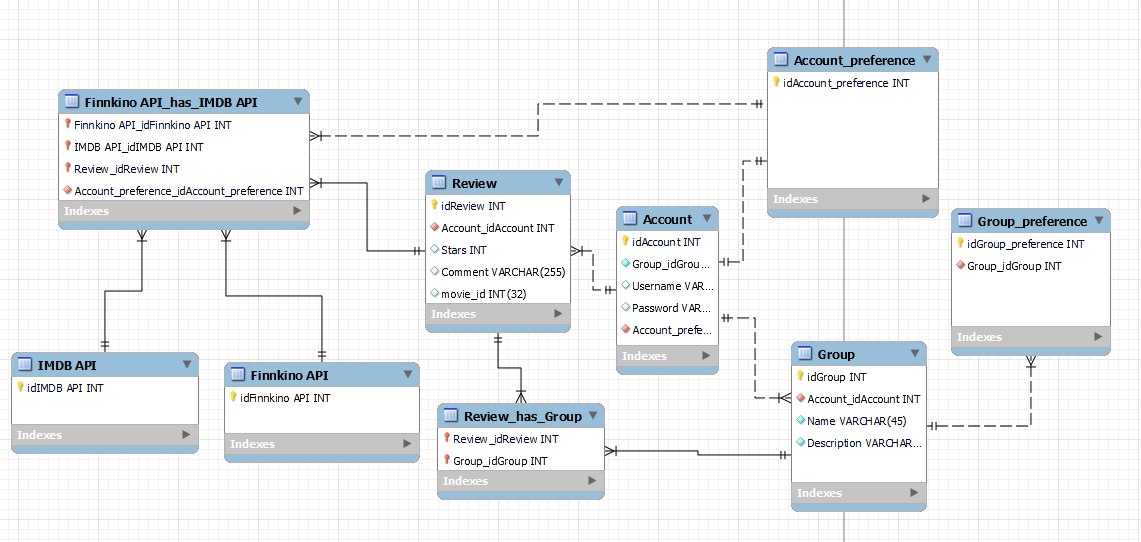 Account_preference
idAccount_preference INT
Indexes
Finnkino API_has_IMDB API
Finnkino API_idFinnkino API INT
IMDB API_idIMDB API INT
Review_idReview INT
Account_preference_idAccount_preference INT
Indexes
Review
idReview INT
Account_idAccount INT
Stars INT
Comment VARCHAR(255)
movie_id INT(32)
Indexes
Account
idAccount INT
Group_idGrou...
Username VAR...
Password VAR...
Account_prefe...
Indexes
Group_preference
idGroup_preference INT
Group_idGroup INT
Indexes
IMDB API
idIMDB API INT
Indexes
Finnkino API
idFinnkino API INT
Indexes
Review_has_Group
Review_idReview INT
Group_idGroup INT
Indexes
Group
idGroup INT
Account_idAccount INT
Name VARCHAR(45)
Description VARCHAR...
Indexes